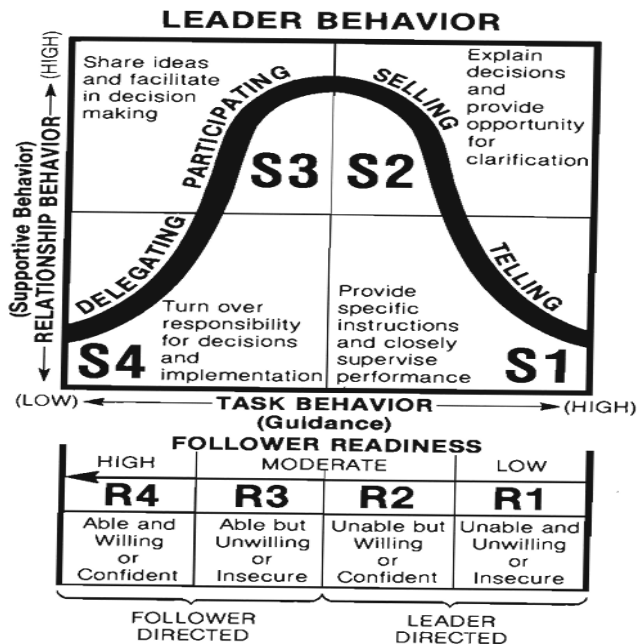 LEADER BEHAVIOR
(HIGH)
(Supportive Behavior)
RELATIONSHIP BEHAVIOR
Share ideas
and facilitate
in decision
making
PARTICIPATING
S3
SELLING
S2
Explain
decisions
and
provide
opportunity
for
clarification
DELEGATING
S4
Turn over
responsibility
for decisions
and
implementation
Provide
specific
instructions
and closely
supervise
performance
TELLING
S1
(LOW)
TASK BEHAVIOR
(HIGH)
(Guidance)
FOLLOWER READINESS
HIGH
MODERATE
LOW
R4
R3
R2
R1
Able and
Willing
or
Confident
Able but
Unwilling
or
Insecure
Unable but
Willing
or
Confident
Unable and
Unwilling
or
Insecure
FOLLOWER
DIRECTED
LEADER
DIRECTED